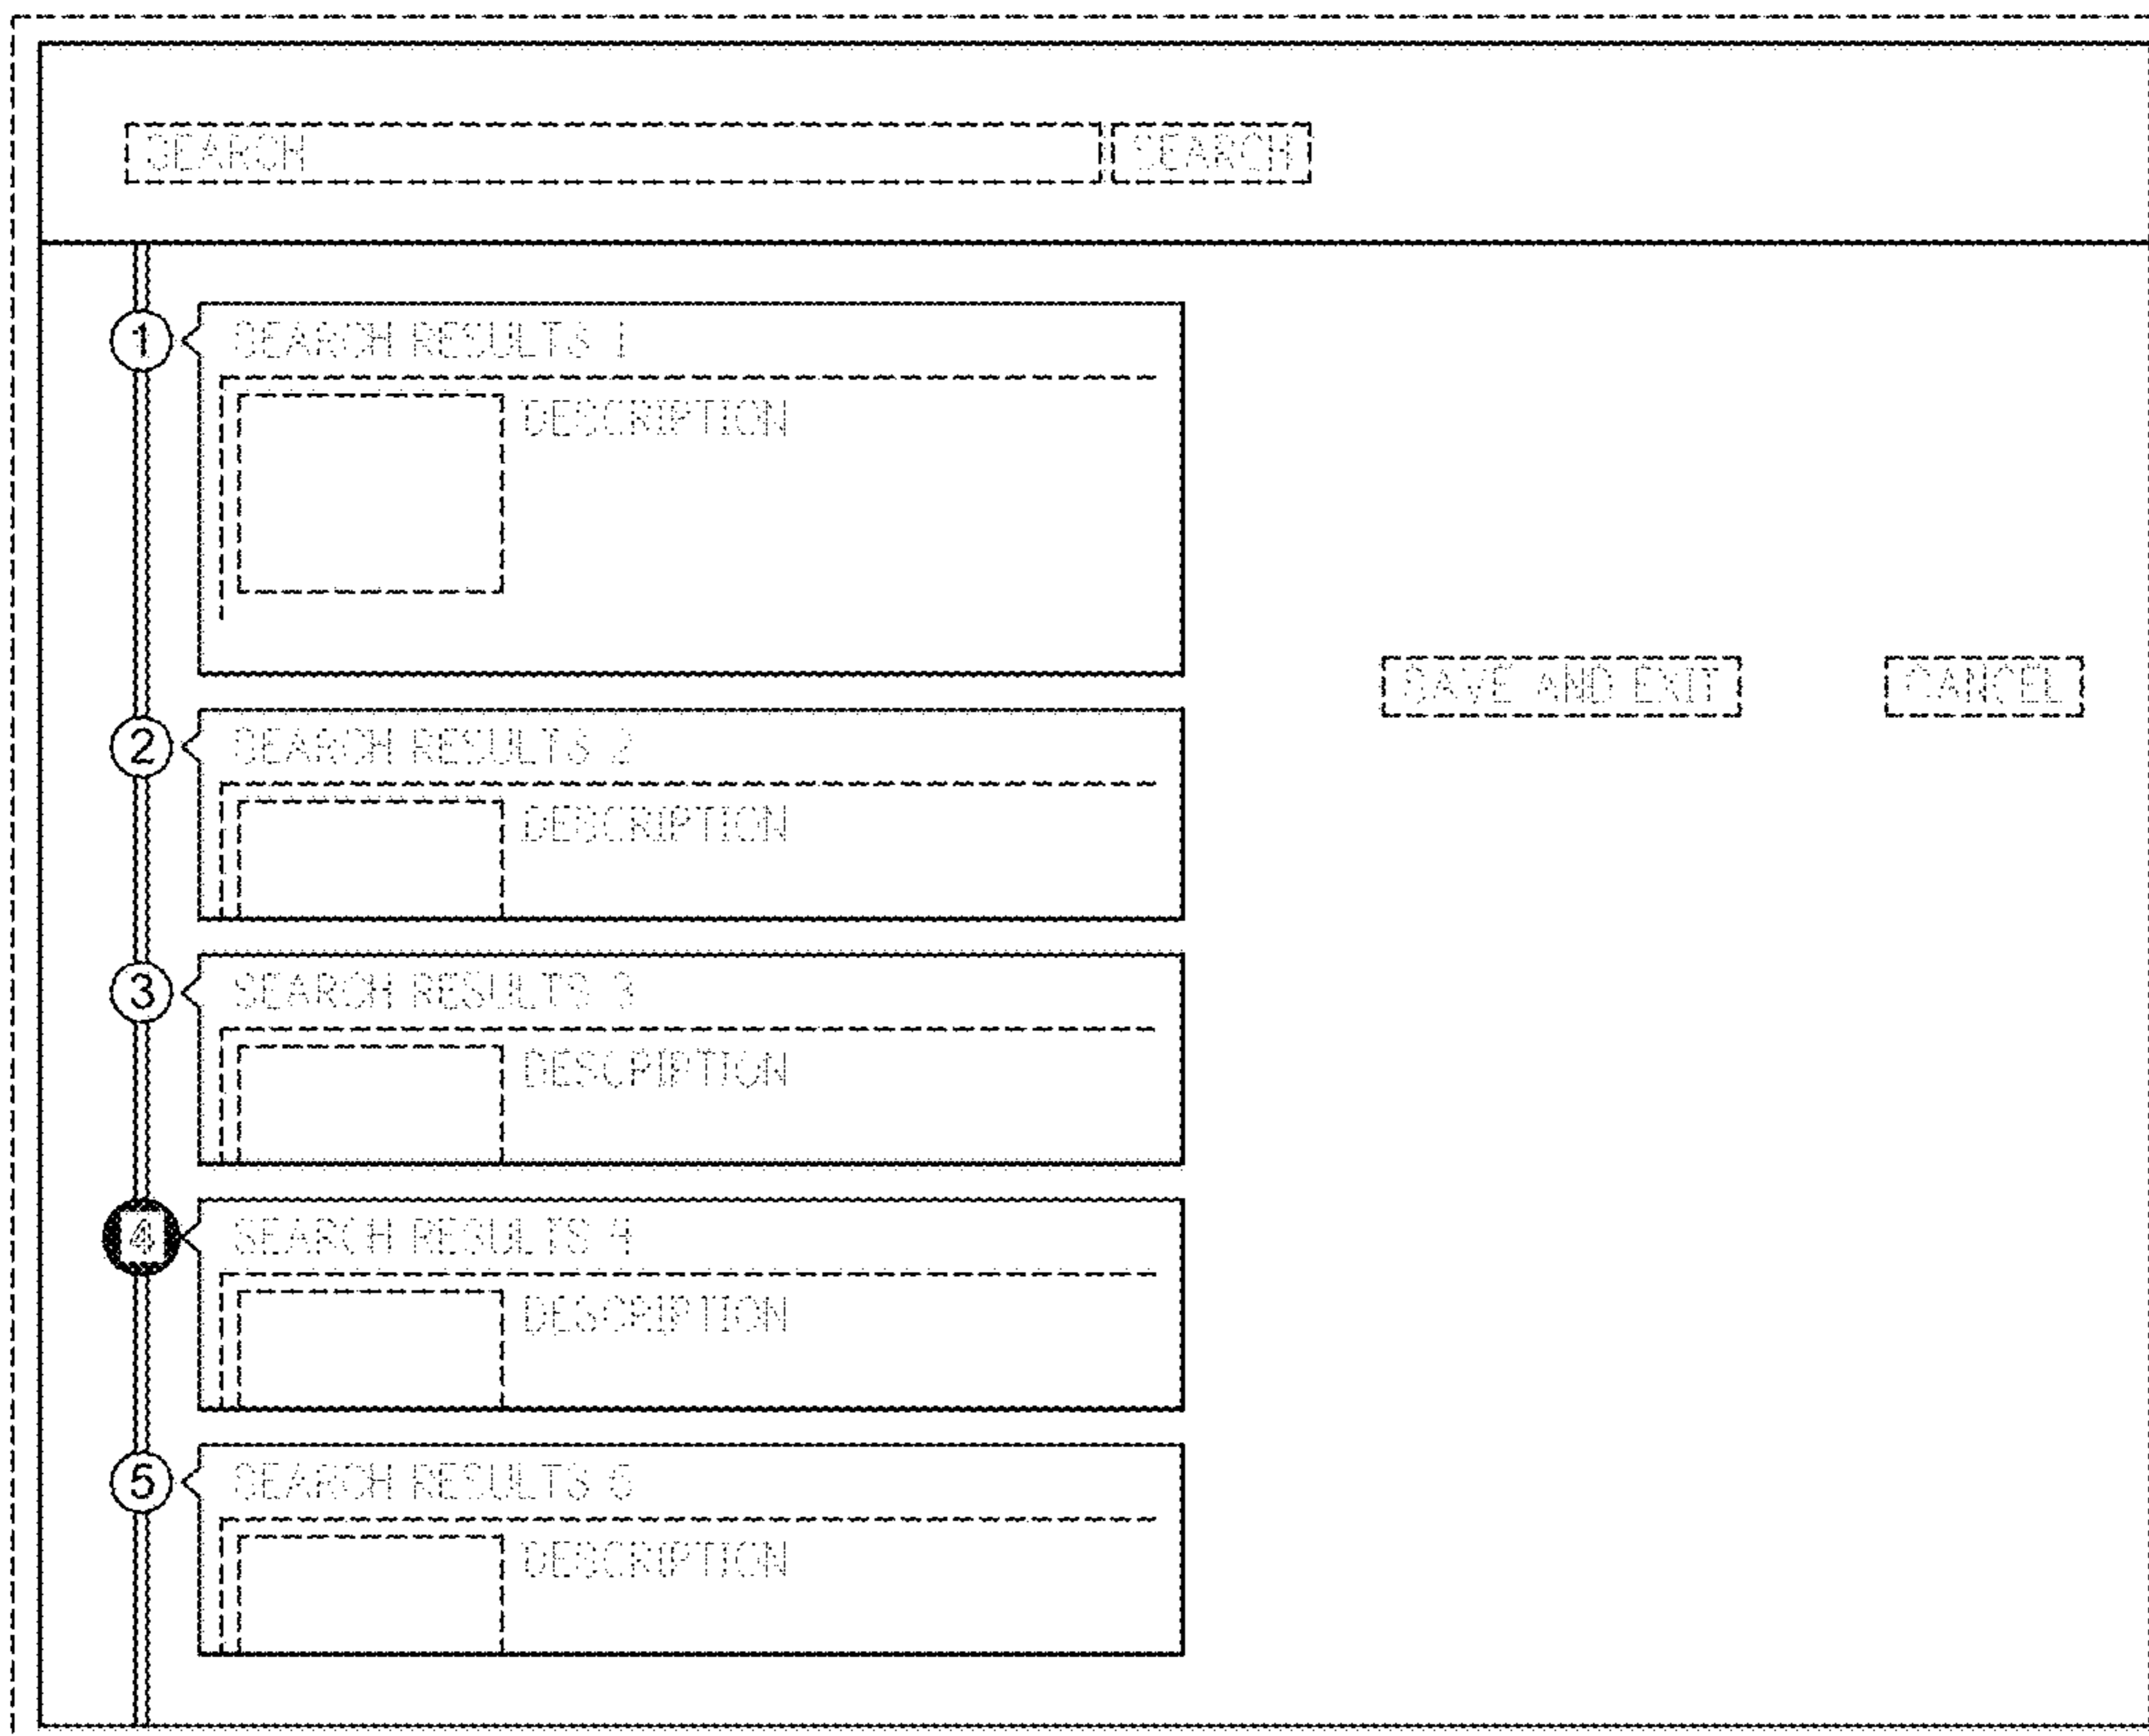 SEARCH SEARCH
1 SEARCH RESULTS 1
DESCRIPTION
SAVE AND EXIT CANCEL
2 SEARCH RESULTS 2
DESCRIPTION
3 SEARCH RESULTS 3
DESCRIPTION
4 SEARCH RESULTS 4
DESCRIPTION
5 SEARCH RESULTS 5
DESCRIPTION